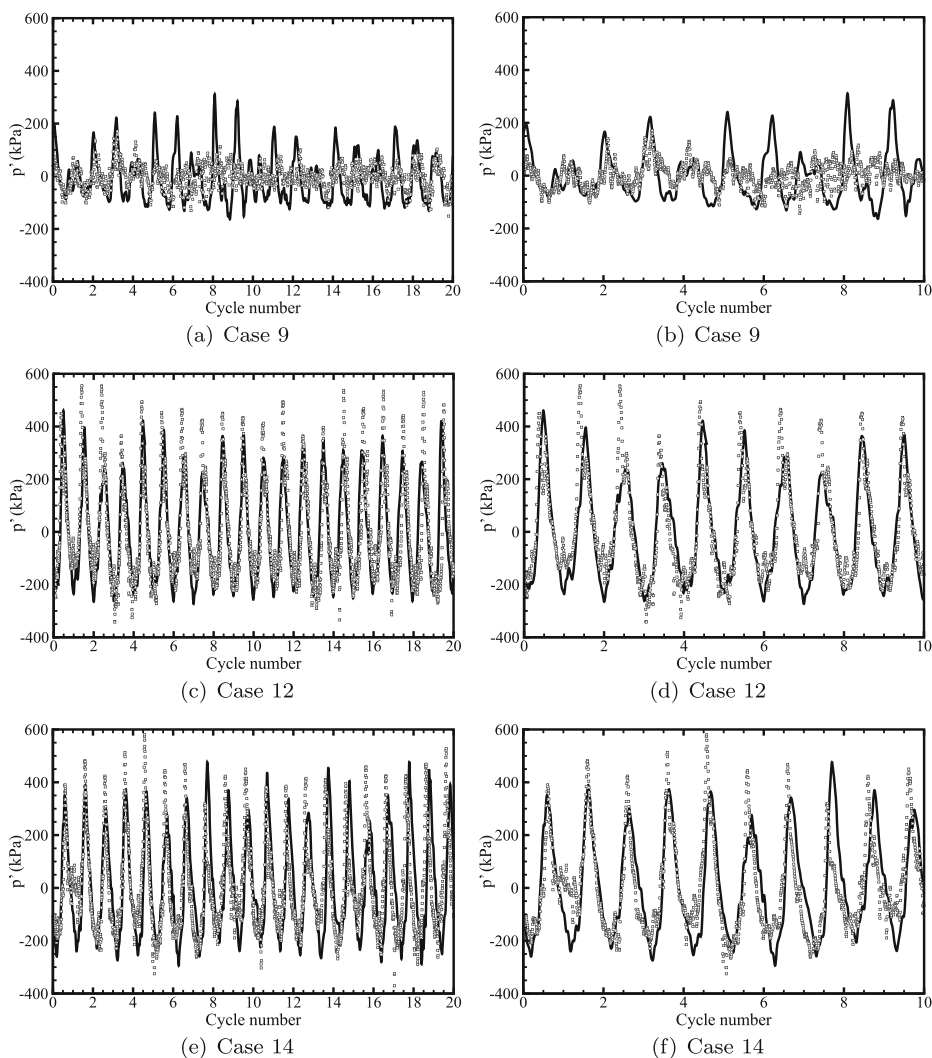 600
400
200
0
-200
-400
p' (kPa)
0 2 4 6 8 10 12 14 16 18 20
Cycle number
(a) Case 9
600
400
200
0
-200
-400
p' (kPa)
0 2 4 6 8 10
Cycle number
(b) Case 9
600
400
200
0
-200
-400
p' (kPa)
0 2 4 6 8 10 12 14 16 18 20
Cycle number
(c) Case 12
600
400
200
0
-200
-400
p' (kPa)
0 2 4 6 8 10
Cycle number
(d) Case 12
600
400
200
0
-200
-400
p' (kPa)
0 2 4 6 8 10 12 14 16 18 20
Cycle number
(e) Case 14
600
400
200
0
-200
-400
p' (kPa)
0 2 4 6 8 10
Cycle number
(f) Case 14